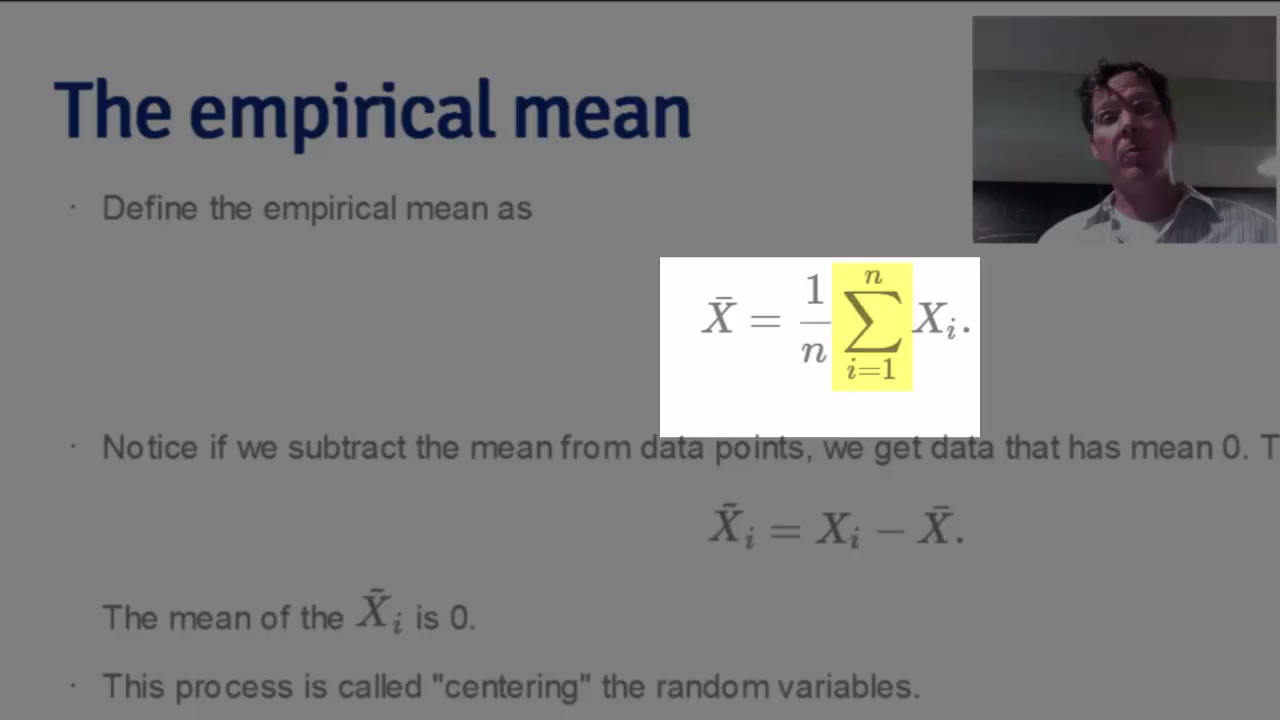 The empirical mean
· Define the empirical mean as
X̄ = 1/n ∑_{i=1}^{n} X_i.
· Notice if we subtract the mean from data points, we get data that has mean 0. T
X̃_i = X_i − X̄.
The mean of the X̃_i is 0.
· This process is called "centering" the random variables.